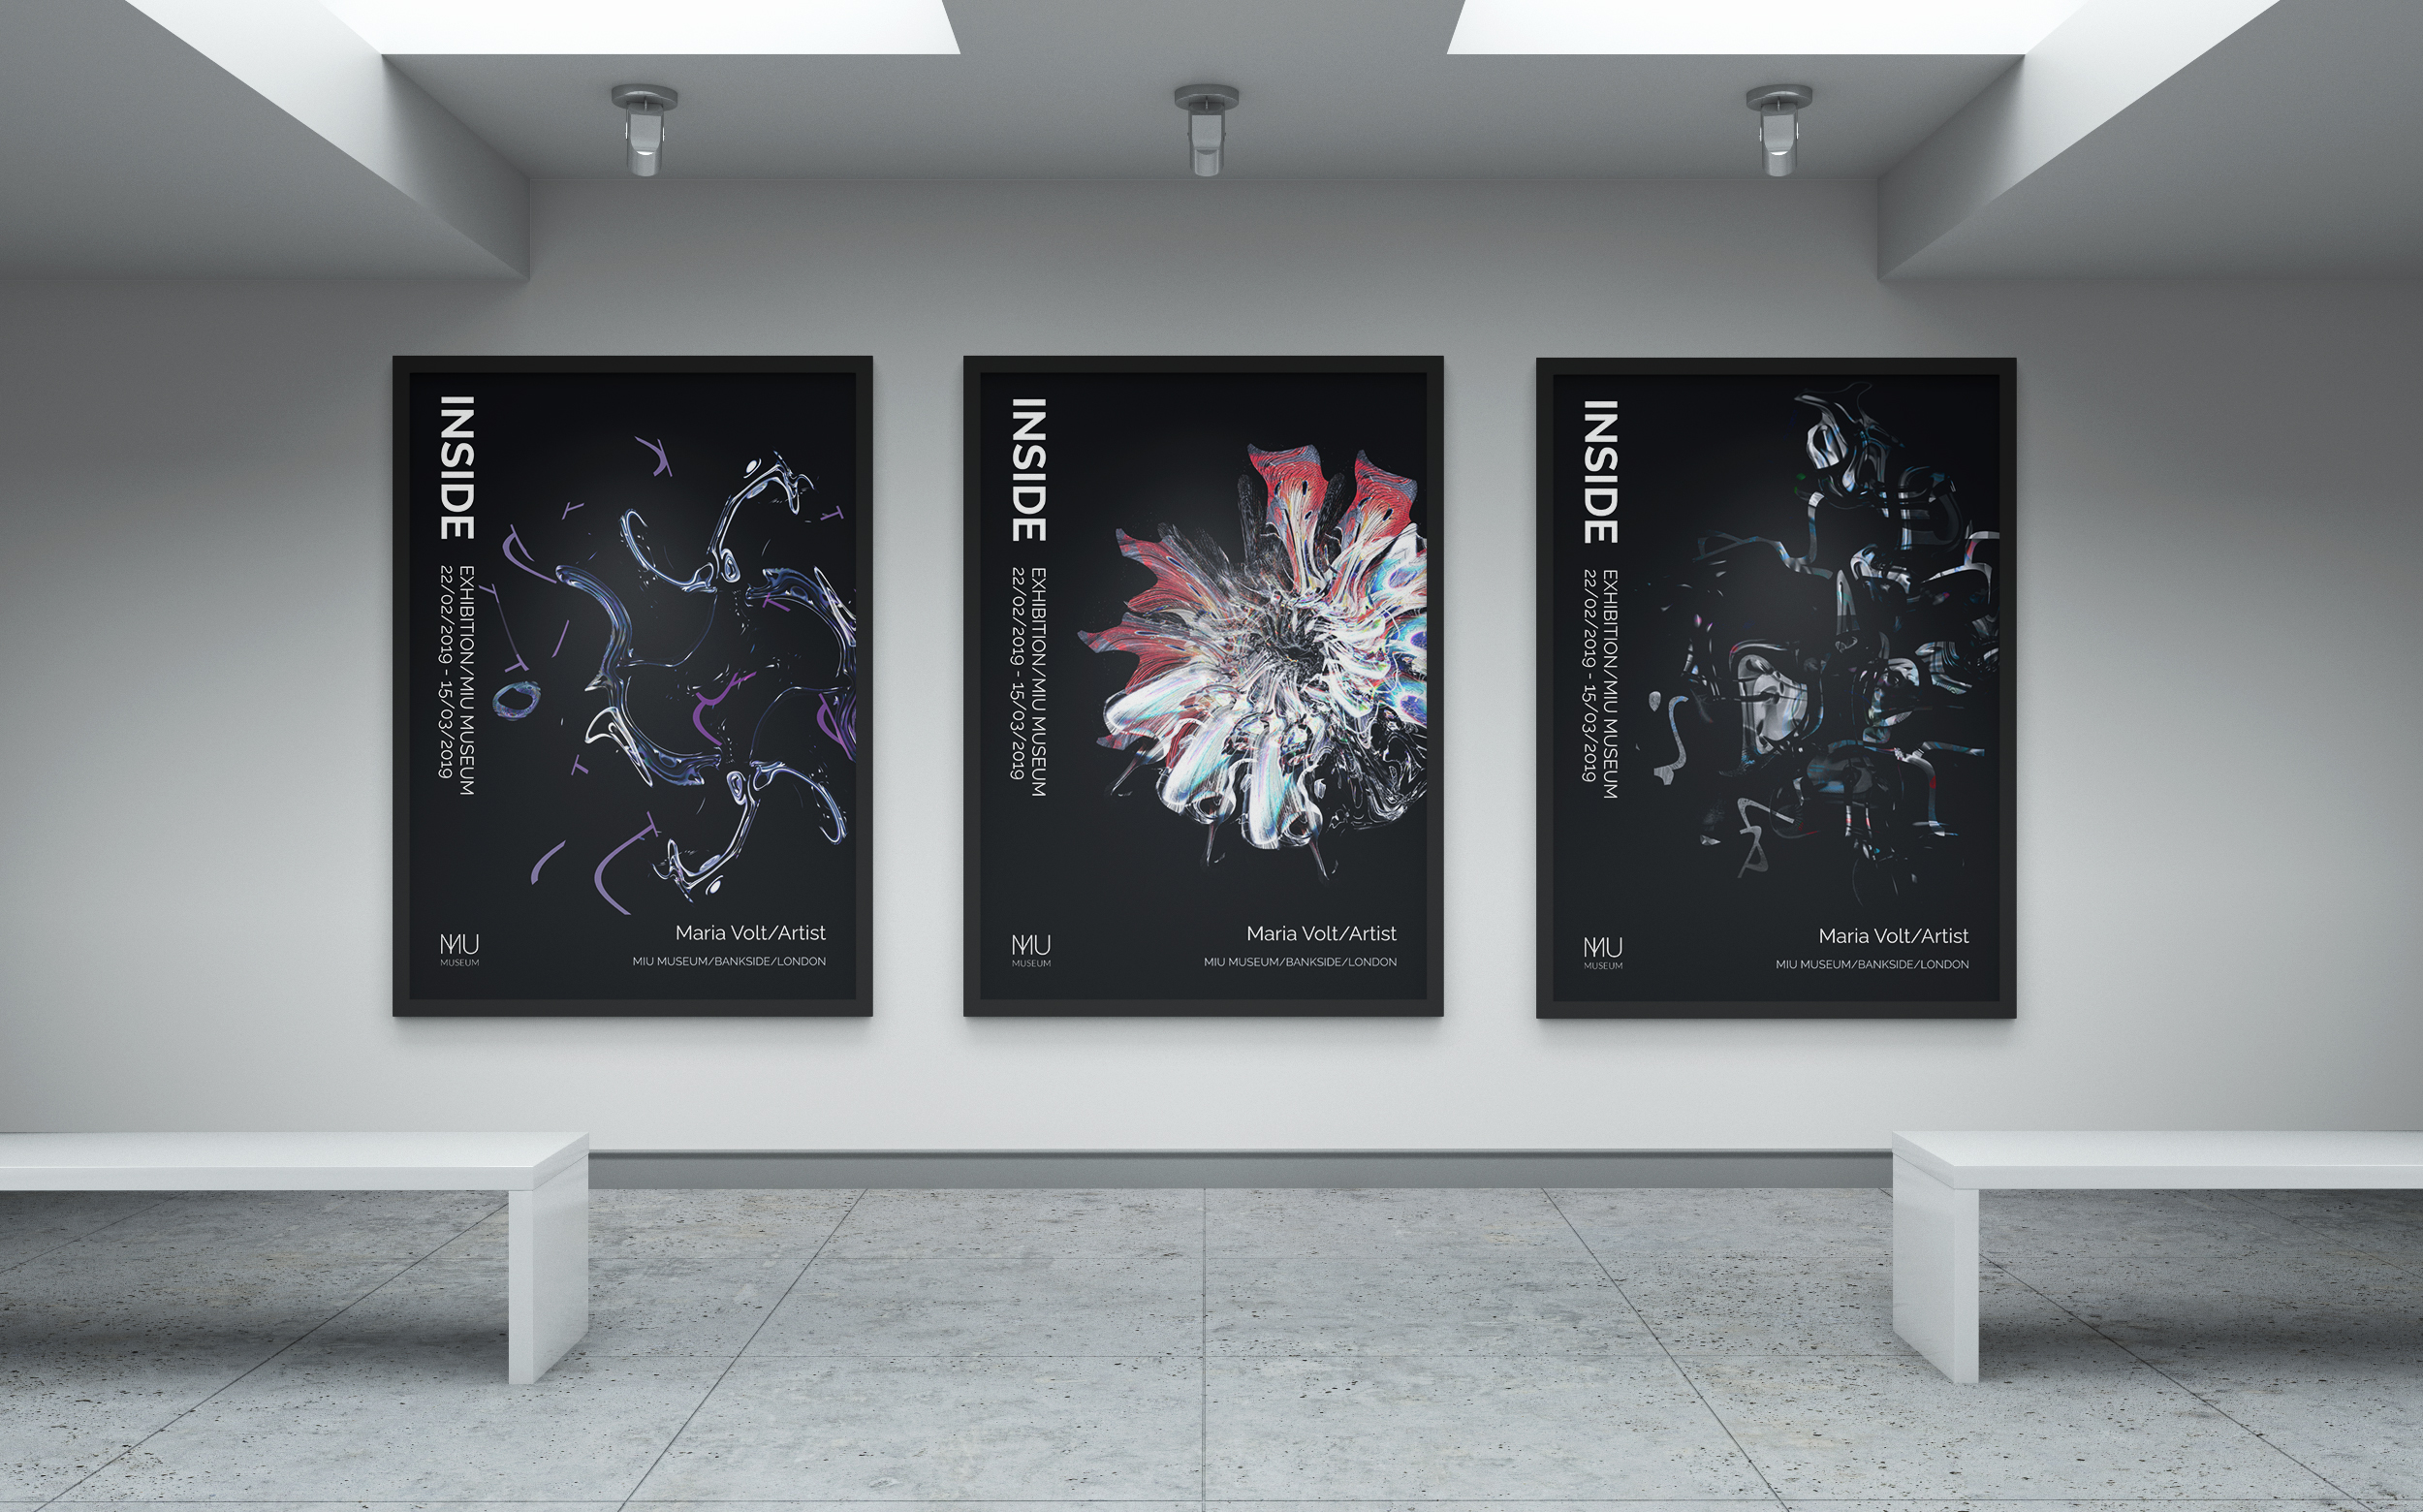 INSIDE
EXHIBITION/MIU MUSEUM
22/02/2019 - 15/03/2019
MIU
MUSEUM
Maria Volt/Artist
MIU MUSEUM/BANKSIDE/LONDON
INSIDE
EXHIBITION/MIU MUSEUM
22/02/2019 - 15/03/2019
MIU
MUSEUM
Maria Volt/Artist
MIU MUSEUM/BANKSIDE/LONDON
INSIDE
EXHIBITION/MIU MUSEUM
22/02/2019 - 15/03/2019
MIU
MUSEUM
Maria Volt/Artist
MIU MUSEUM/BANKSIDE/LONDON